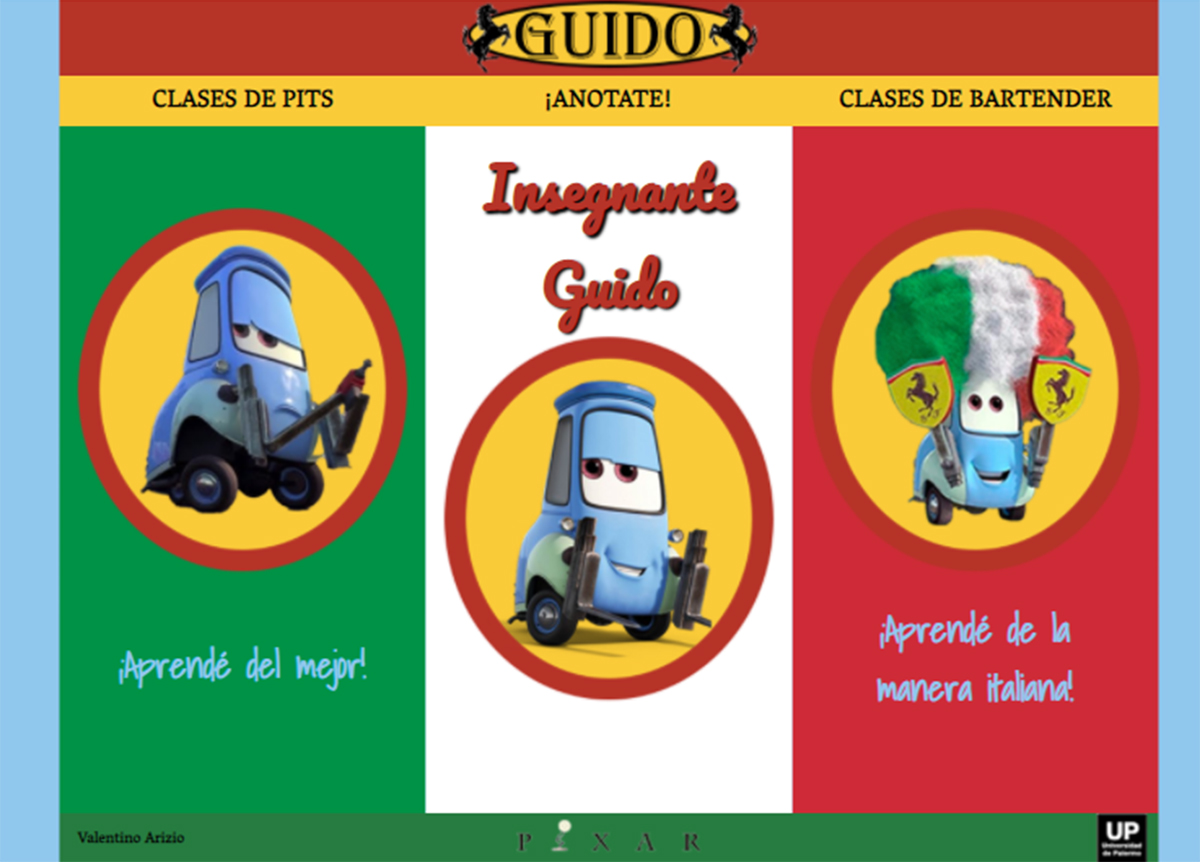 GUIDO
CLASES DE PITS
¡ANOTATE!
CLASES DE BARTENDER
Insegnante
Guido
¡Aprendé del mejor!
¡Aprendé de la
manera italiana!
Valentino Arizio
PIXAR
UP
Universidad
de Palermo